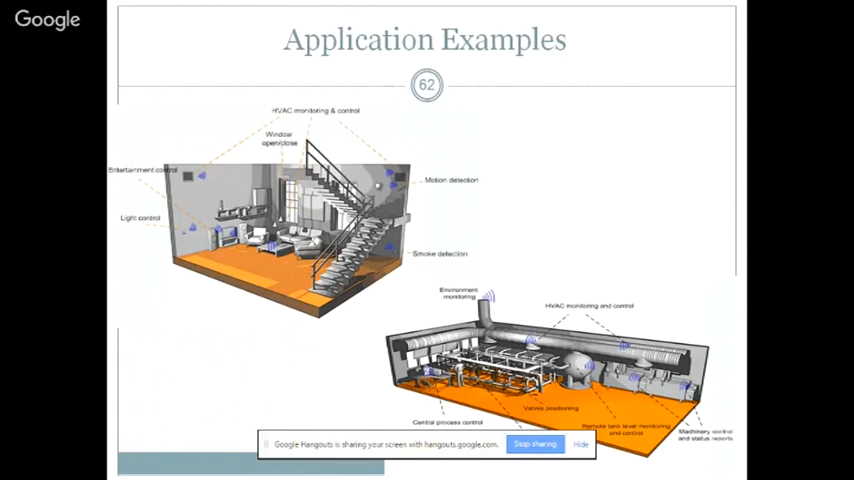 Google
Application Examples
62
HVAC monitoring & control
Window
open/close
Entertainment control
Motion detection
Light control
Smoke detection
Environment
monitoring
HVAC monitoring and control
Valves positioning
Central process control
Remote tank level monitoring
and control
Machinery control
and status reports
Google Hangouts is sharing your screen with hangouts.google.com.
Stop sharing
Hide